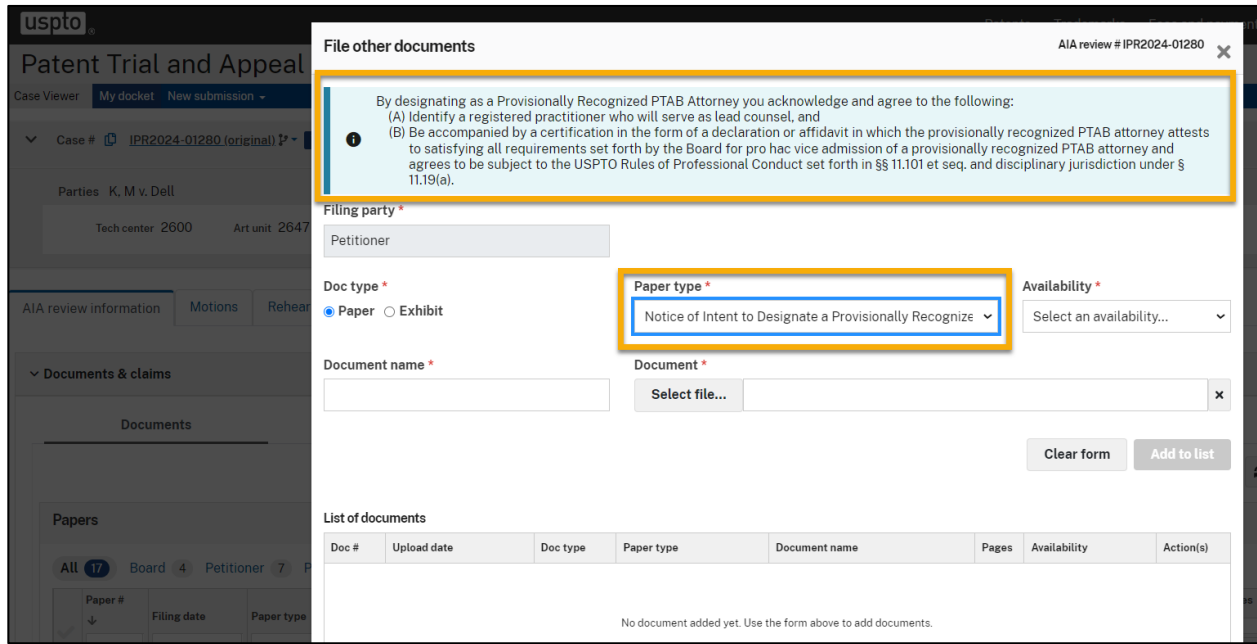 uspto®
Patent Trial and Appeal
Case Viewer My docket New submission
Case # IPR2024-01280 (original)
Parties K, M v. Dell
Tech center 2600 Art unit 2647
AIA review information Motions Rehear
Documents & claims
Documents
Papers
All 17 Board 4 Petitioner 7 P
Paper # Filing date Paper type
File other documents
AIA review # IPR2024-01280
By designating as a Provisionally Recognized PTAB Attorney you acknowledge and agree to the following:
(A) Identify a registered practitioner who will serve as lead counsel, and
(B) Be accompanied by a certification in the form of a declaration or affidavit in which the provisionally recognized PTAB attorney attests
to satisfying all requirements set forth by the Board for pro hac vice admission of a provisionally recognized PTAB attorney and
agrees to be subject to the USPTO Rules of Professional Conduct set forth in §§ 11.101 et seq. and disciplinary jurisdiction under §
11.19(a).
Filing party *
Petitioner
Doc type * Paper type * Availability *
Paper Exhibit Notice of Intent to Designate a Provisionally Recognize Select an availability...
Document name * Document *
Select file...
Clear form Add to list
List of documents
Doc # Upload date Doc type Paper type Document name Pages Availability Action(s)
No document added yet. Use the form above to add documents.